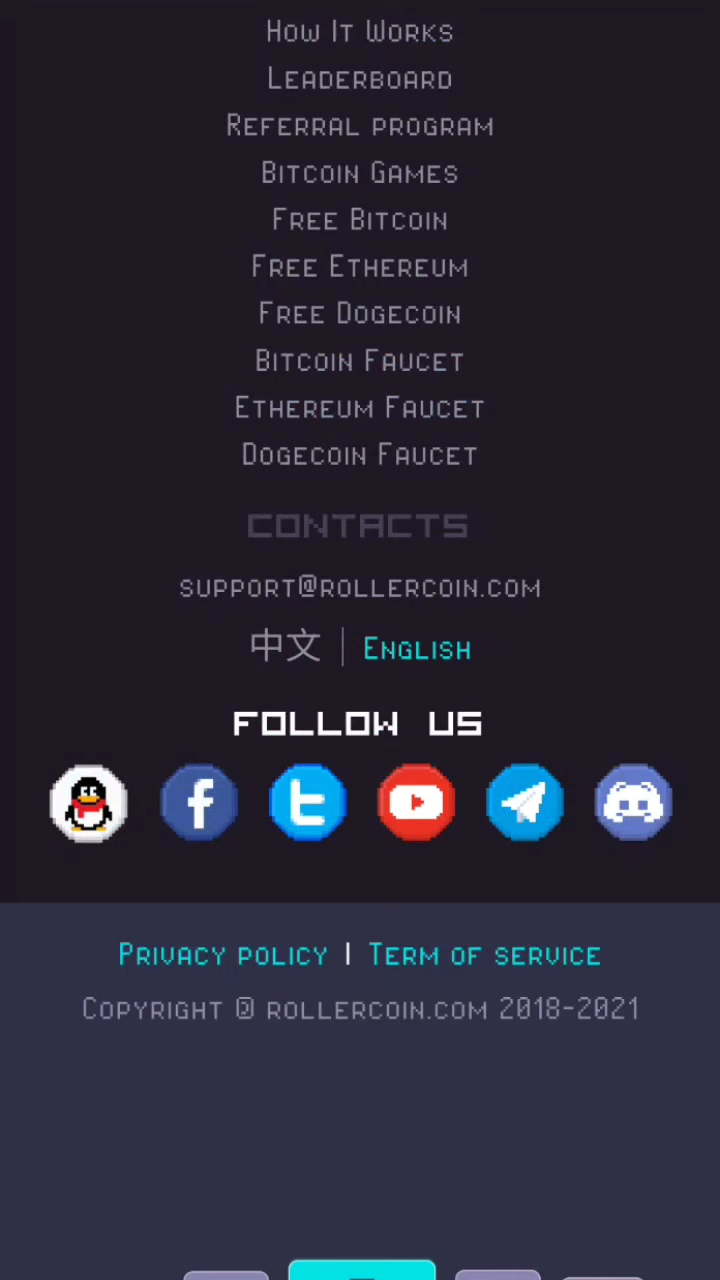 How It Works
Leaderboard
Referral program
Bitcoin Games
Free Bitcoin
Free Ethereum
Free Dogecoin
Bitcoin Faucet
Ethereum Faucet
Dogecoin Faucet
CONTACTS
support@rollercoin.com
中文 | English
FOLLOW US
Privacy policy | Term of service
Copyright @ rollercoin.com 2018-2021